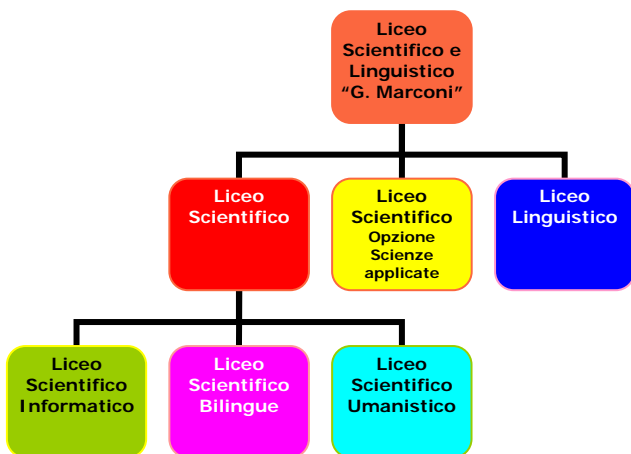 Liceo
Scientifico e
Linguistico
“G. Marconi”
Liceo
Scientifico
Liceo
Scientifico
Opzione
Scienze
applicate
Liceo
Linguistico
Liceo
Scientifico
Informatico
Liceo
Scientifico
Bilingue
Liceo
Scientifico
Umanistico